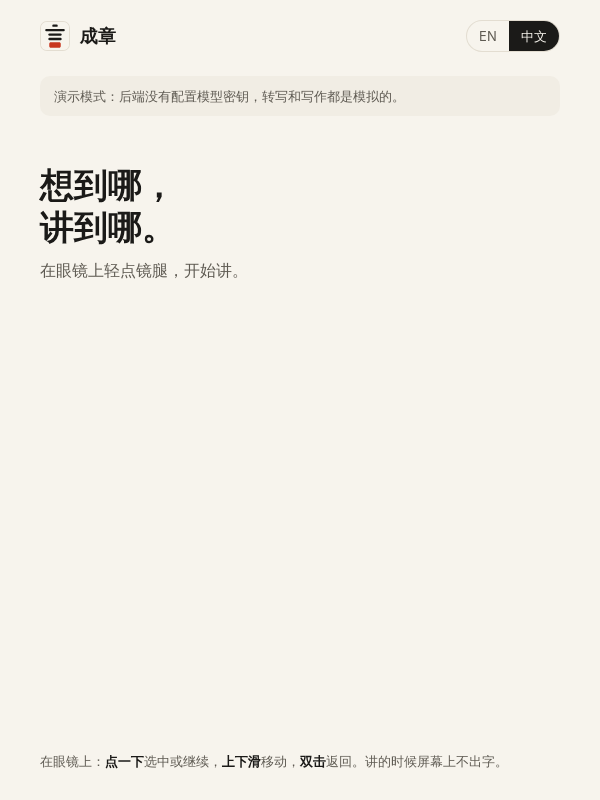 成章
EN 中文
演示模式：后端没有配置模型密钥，转写和写作都是模拟的。
想到哪，
讲到哪。
在眼镜上轻点镜腿，开始讲。
在眼镜上：点一下选中或继续，上下滑移动，双击返回。讲的时候屏幕上不出字。